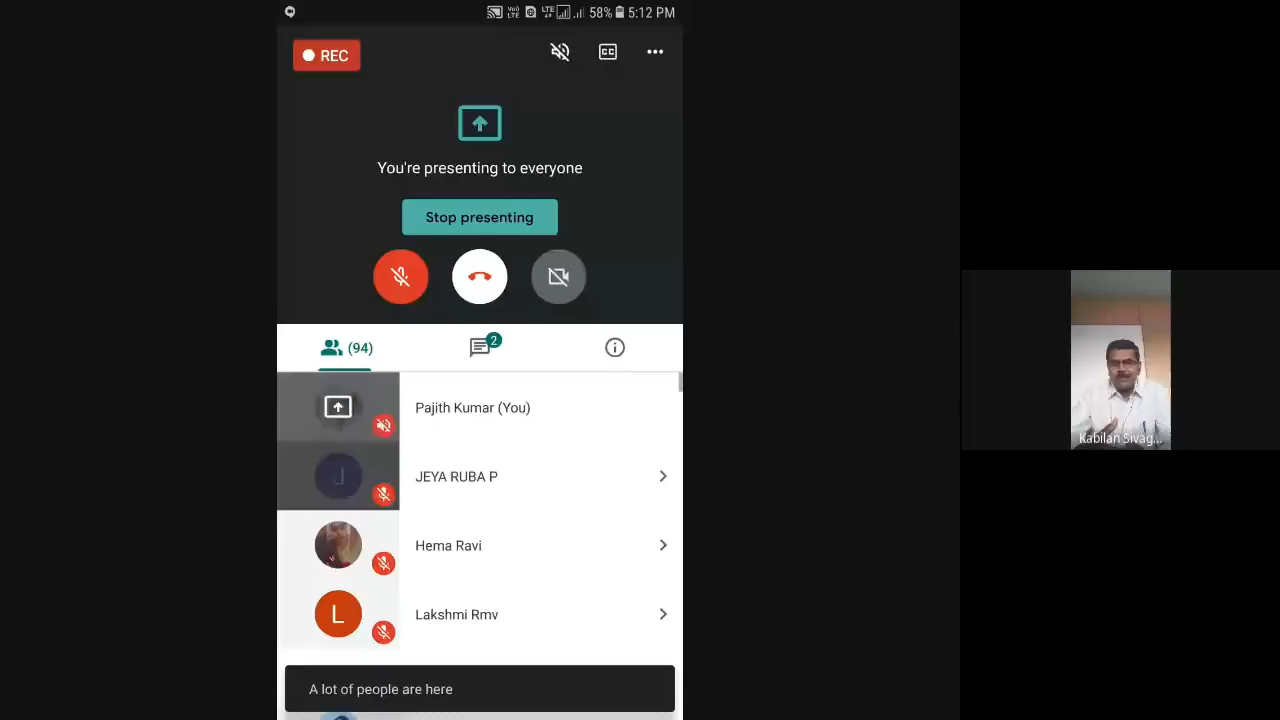 58% 5:12 PM
REC
CC
You're presenting to everyone
Stop presenting
(94)
2
Pajith Kumar (You)
J
JEYA RUBA P
Hema Ravi
L
Lakshmi Rmv
A lot of people are here
Kabilan Sivag...